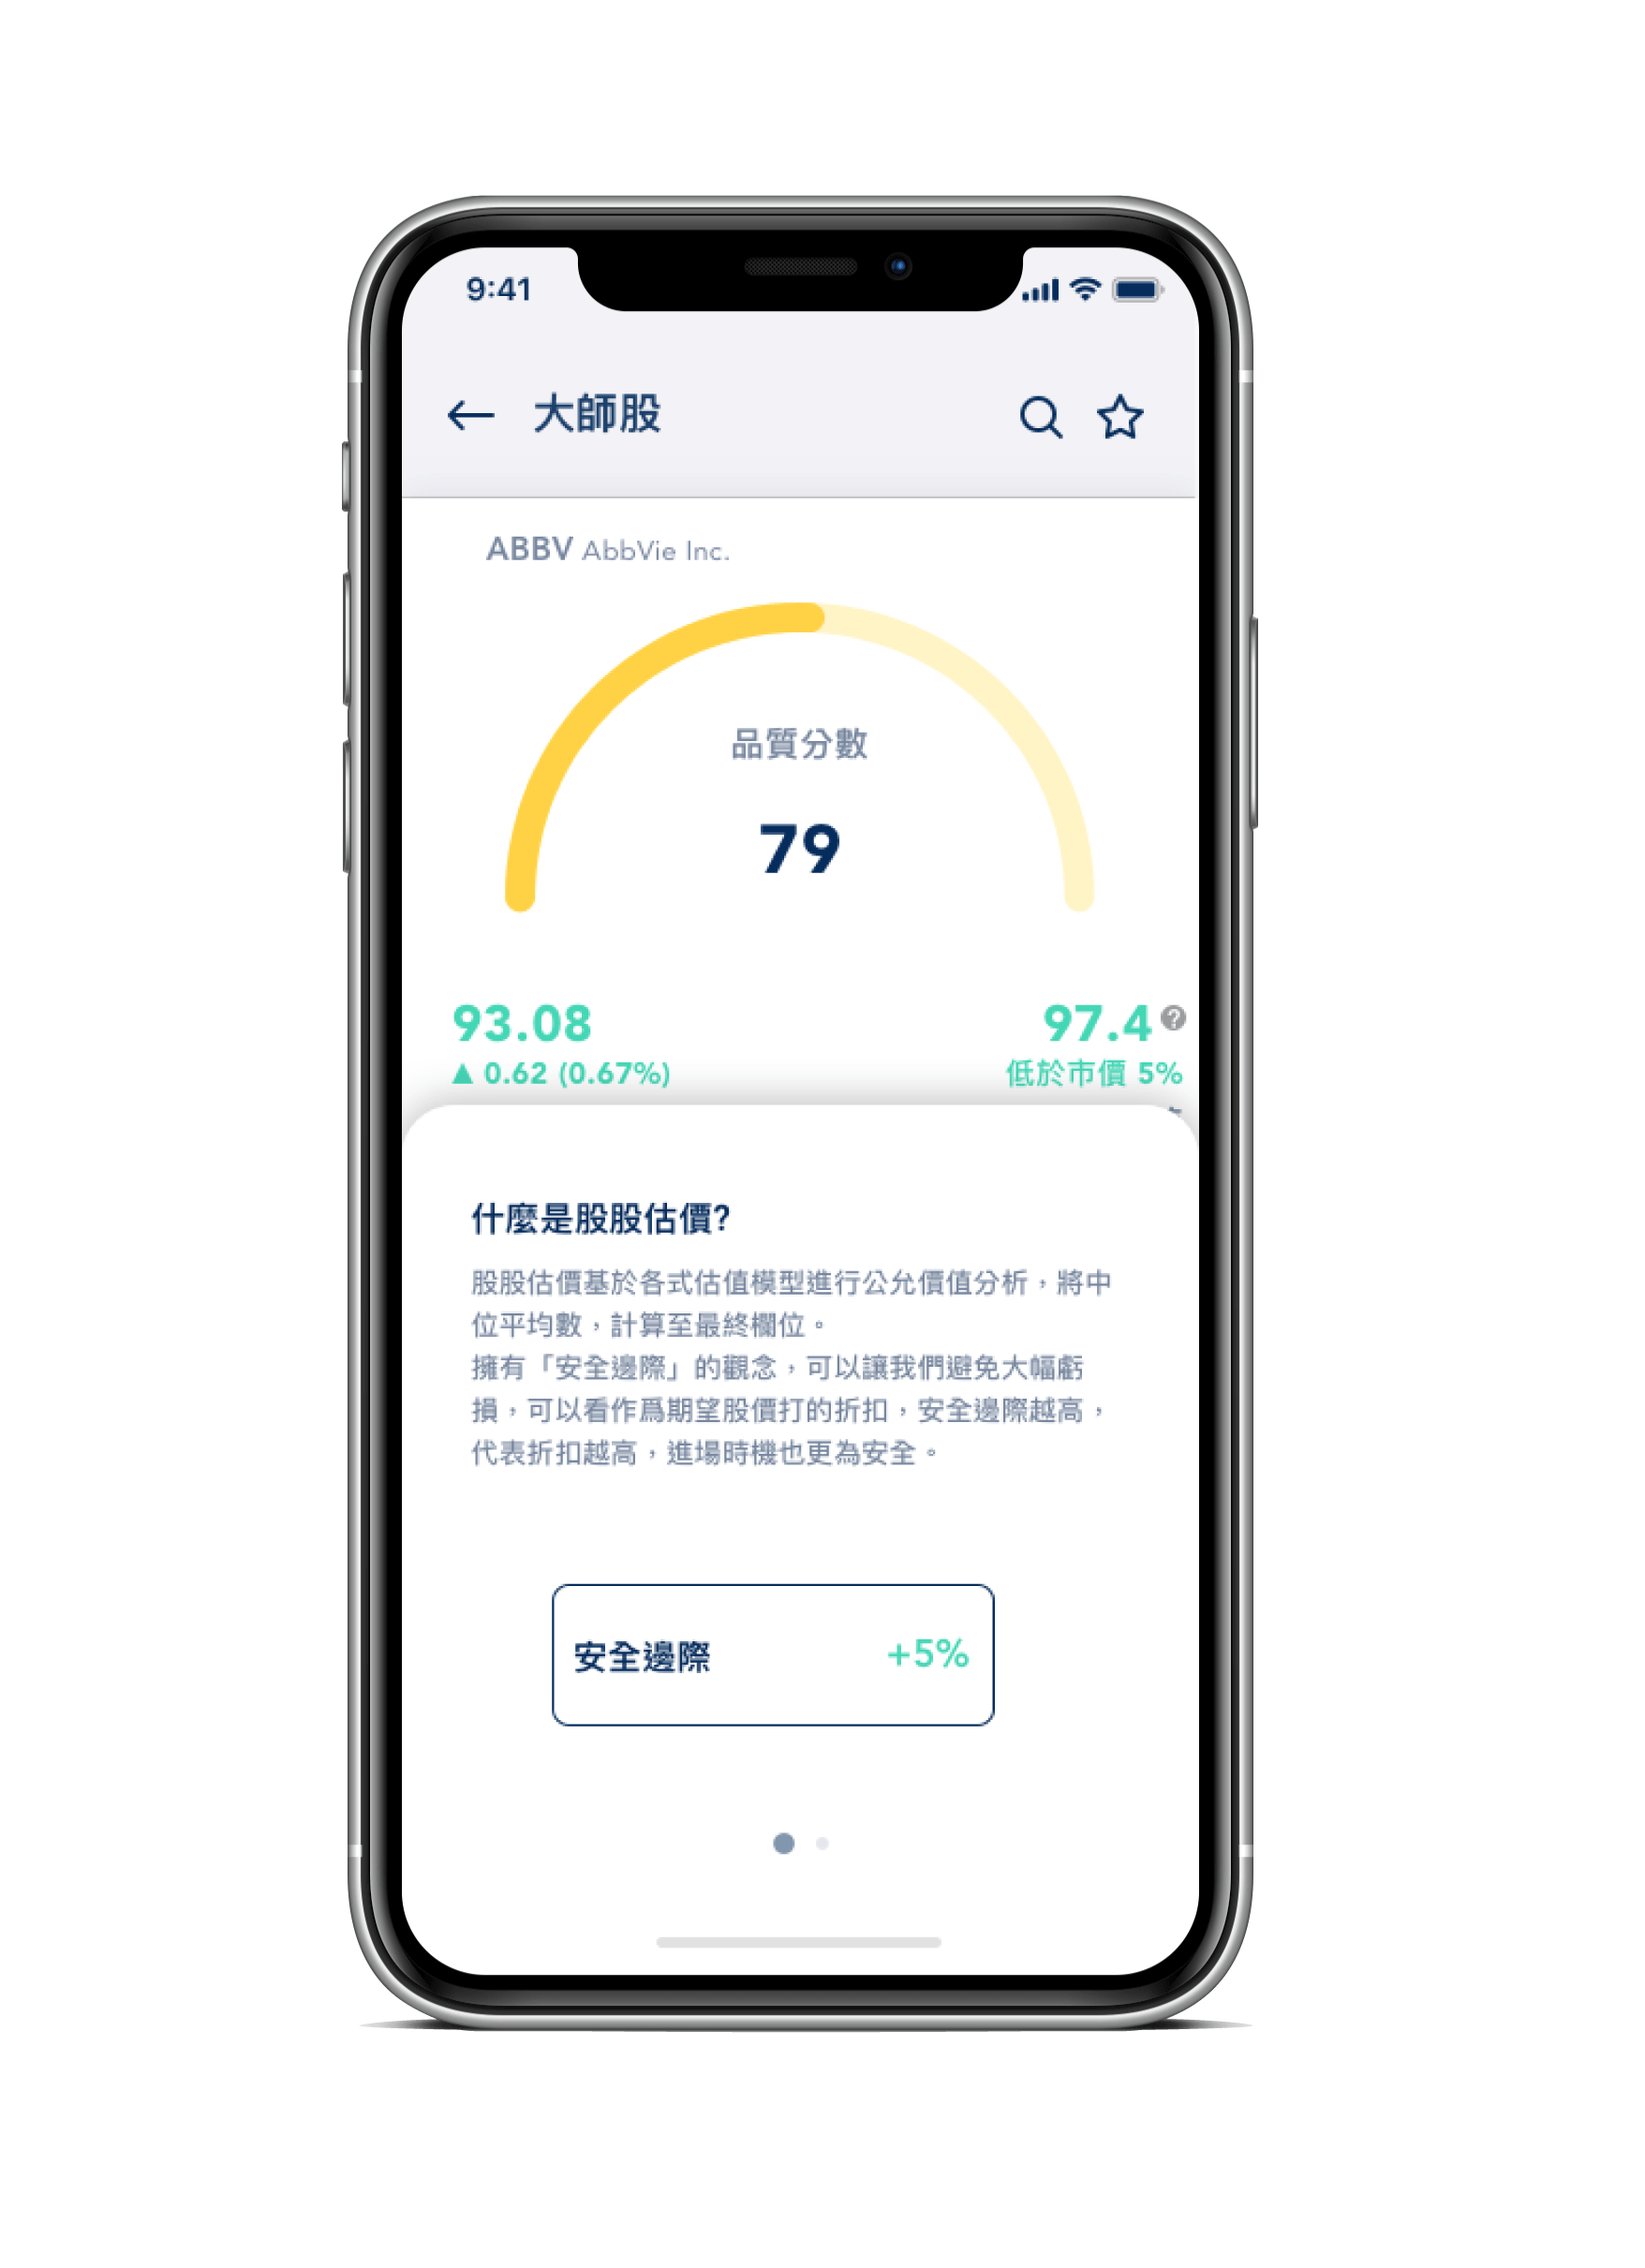 9:41
大師股
ABBV AbbVie Inc.
品質分數
79
93.08
▲ 0.62 (0.67%)
97.4 ?
低於市價 5%
什麼是股股估價?
股股估價基於各式估值模型進行公允價值分析，將中
位平均數，計算至最終欄位。
擁有「安全邊際」的觀念，可以讓我們避免大幅虧
損，可以看作爲期望股價打的折扣，安全邊際越高，
代表折扣越高，進場時機也更為安全。
安全邊際
+5%